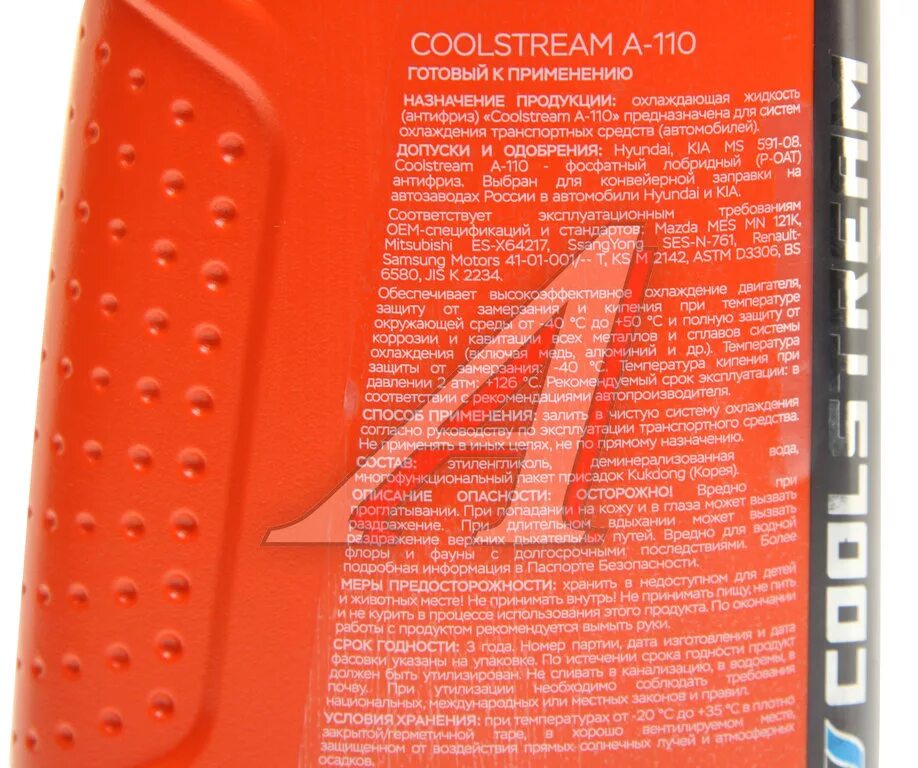 COOLSTREAM A-110
ГОТОВЫЙ К ПРИМЕНЕНИЮ
НАЗНАЧЕНИЕ ПРОДУКЦИИ: охлаждающая жидкость
(антифриз) «Coolstream A-110» предназначена для систем
охлаждения транспортных средств (автомобилей).
ДОПУСКИ И ОДОБРЕНИЯ: Hyundai, KIA MS 591-08.
Coolstream A-110 - фосфатный лобридный (P-OAT)
антифриз. Выбран для конвейерной заправки на
автозаводах России в автомобили Hyundai и KIA.
Соответствует эксплуатационным требованиям
OEM-спецификаций и стандартов: Mazda MES MN 121K,
Mitsubishi ES-X64217, SsangYong SES-N-761, Renault-
Samsung Motors 41-01-001/-- T, KS M 2142, ASTM D3306, BS
6580, JIS K 2234.
Обеспечивает высокоэффективное охлаждение двигателя,
защиту от замерзания и кипения при температуре
окружающей среды от -40 °C до +50 °C и полную защиту от
коррозии и кавитации всех металлов и сплавов системы
охлаждения (включая медь, алюминий и др.). Температура
защиты от замерзания: -40 °C. Температура кипения при
давлении 2 атм: +126 °C. Рекомендуемый срок эксплуатации: в
соответствии с рекомендациями автопроизводителя.
СПОСОБ ПРИМЕНЕНИЯ: залить в чистую систему охлаждения
согласно руководству по эксплуатации транспортного средства.
Не применять в иных целях, не по прямому назначению.
СОСТАВ: этиленгликоль, деминерализованная вода,
многофункциональный пакет присадок Kukdong (Корея).
ОПИСАНИЕ ОПАСНОСТИ: ОСТОРОЖНО! Вредно при
проглатывании. При попадании на кожу и в глаза может вызвать
раздражение. При длительном вдыхании может вызвать
раздражение верхних дыхательных путей. Вредно для водной
флоры и фауны с долгосрочными последствиями. Более
подробная информация в Паспорте Безопасности.
МЕРЫ ПРЕДОСТОРОЖНОСТИ: хранить в недоступном для детей
и животных месте! Не принимать внутрь! Не принимать пищу, не пить
и не курить в процессе использования этого продукта. По окончании
работы с продуктом рекомендуется вымыть руки.
СРОК ГОДНОСТИ: 3 года. Номер партии, дата изготовления и дата
фасовки указаны на упаковке. По истечении срока годности продукт
должен быть утилизирован. Не сливать в канализацию, в водоемы, в
почву. При утилизации необходимо соблюдать требования
национальных, международных или местных законов и правил.
УСЛОВИЯ ХРАНЕНИЯ: при температурах от -20 °C до +35 °C в плотно
закрытой/герметичной таре, в хорошо вентилируемом месте,
защищенном от воздействия прямых солнечных лучей и атмосферных
осадков.
COOLSTREAM